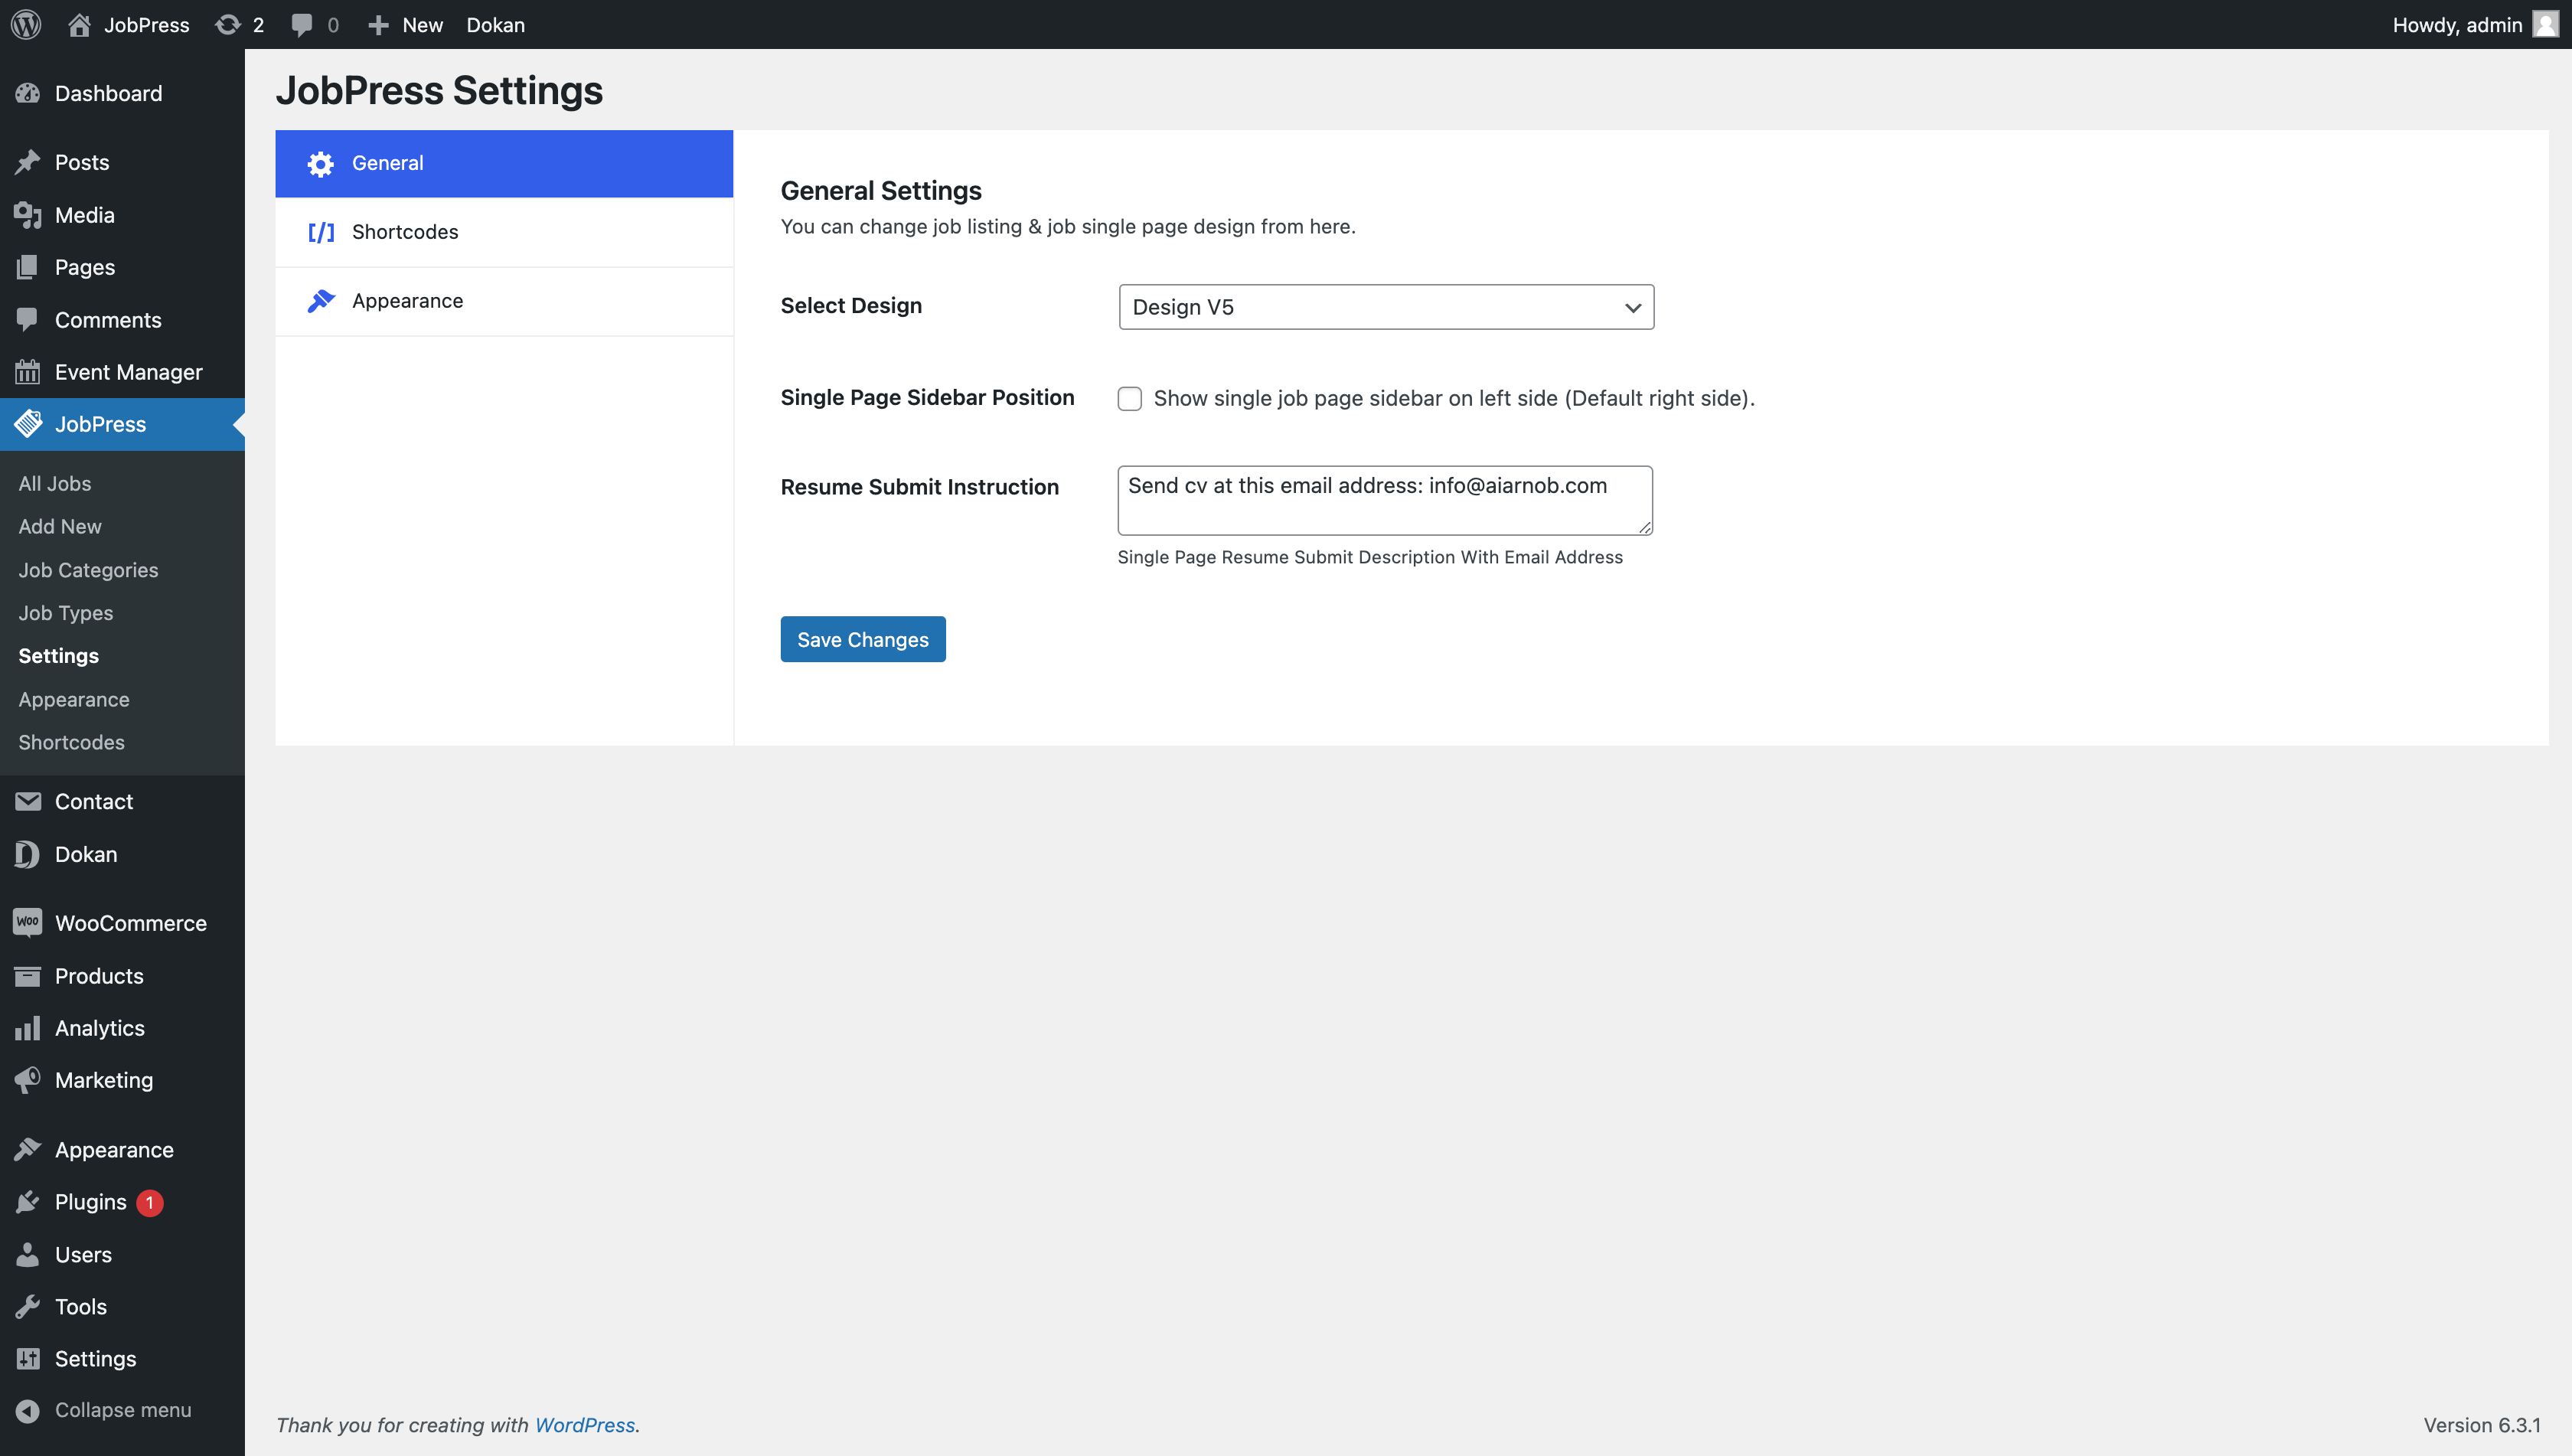 JobPress 2 0 New Dokan Howdy, admin
Dashboard
Posts
Media
Pages
Comments
Event Manager
JobPress
All Jobs
Add New
Job Categories
Job Types
Settings
Appearance
Shortcodes
Contact
Dokan
Woo WooCommerce
Products
Analytics
Marketing
Appearance
Plugins 1
Users
Tools
Settings
Collapse menu
JobPress Settings
General
[/] Shortcodes
Appearance
General Settings
You can change job listing & job single page design from here.
Select Design Design V5
Single Page Sidebar Position Show single job page sidebar on left side (Default right side).
Resume Submit Instruction Send cv at this email address: info@aiarnob.com
Single Page Resume Submit Description With Email Address
Save Changes
Thank you for creating with WordPress. Version 6.3.1